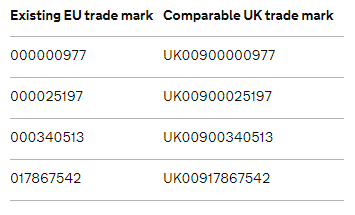 Existing EU trade mark Comparable UK trade mark
000000977 UK00900000977
000025197 UK00900025197
000340513 UK00900340513
017867542 UK00917867542